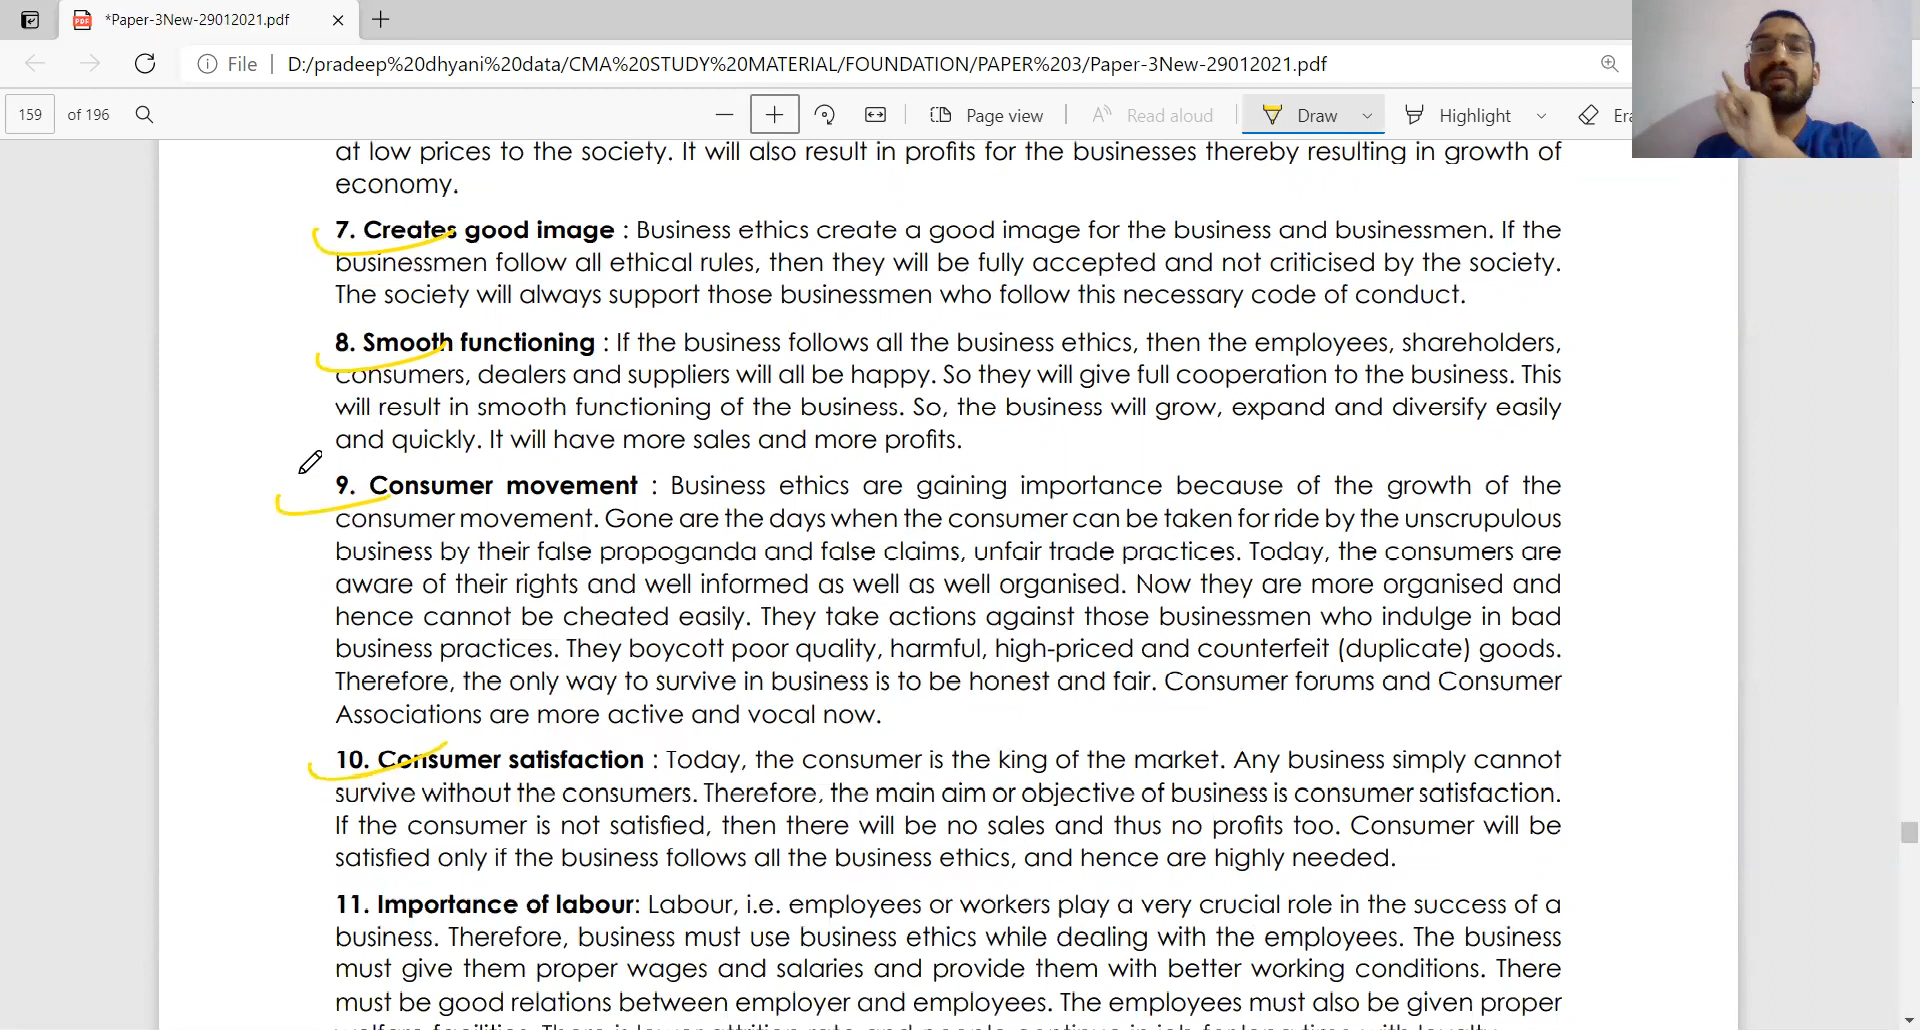 *Paper-3New-29012021.pdf
File | D:/pradeep%20dhyani%20data/CMA%20STUDY%20MATERIAL/FOUNDATION/PAPER%203/Paper-3New-29012021.pdf
159 of 196 Page view Read aloud Draw Highlight
at low prices to the society. It will also result in profits for the businesses thereby resulting in growth of
economy.
7. Creates good image : Business ethics create a good image for the business and businessmen. If the
businessmen follow all ethical rules, then they will be fully accepted and not criticised by the society.
The society will always support those businessmen who follow this necessary code of conduct.
8. Smooth functioning : If the business follows all the business ethics, then the employees, shareholders,
consumers, dealers and suppliers will all be happy. So they will give full cooperation to the business. This
will result in smooth functioning of the business. So, the business will grow, expand and diversify easily
and quickly. It will have more sales and more profits.
9. Consumer movement : Business ethics are gaining importance because of the growth of the
consumer movement. Gone are the days when the consumer can be taken for ride by the unscrupulous
business by their false propoganda and false claims, unfair trade practices. Today, the consumers are
aware of their rights and well informed as well as well organised. Now they are more organised and
hence cannot be cheated easily. They take actions against those businessmen who indulge in bad
business practices. They boycott poor quality, harmful, high-priced and counterfeit (duplicate) goods.
Therefore, the only way to survive in business is to be honest and fair. Consumer forums and Consumer
Associations are more active and vocal now.
10. Consumer satisfaction : Today, the consumer is the king of the market. Any business simply cannot
survive without the consumers. Therefore, the main aim or objective of business is consumer satisfaction.
If the consumer is not satisfied, then there will be no sales and thus no profits too. Consumer will be
satisfied only if the business follows all the business ethics, and hence are highly needed.
11. Importance of labour: Labour, i.e. employees or workers play a very crucial role in the success of a
business. Therefore, business must use business ethics while dealing with the employees. The business
must give them proper wages and salaries and provide them with better working conditions. There
must be good relations between employer and employees. The employees must also be given proper